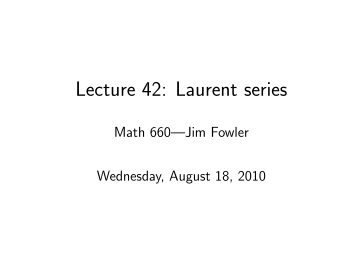 Lecture 42: Laurent series
Math 660—Jim Fowler
Wednesday, August 18, 2010